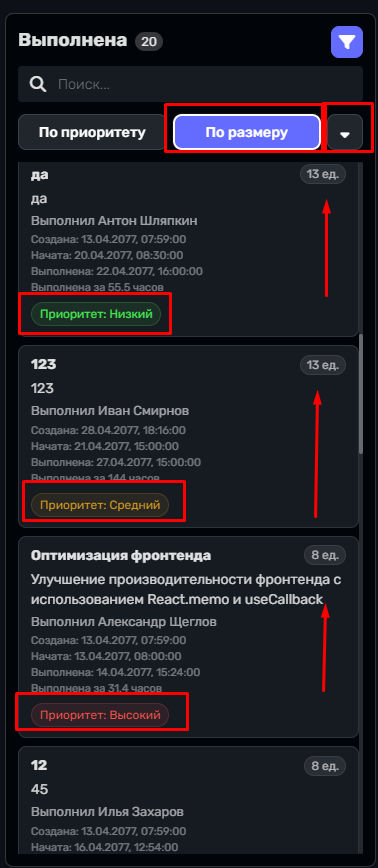 Выполнена 20
Поиск...
По приоритету По размеру
да 13 ед.
да
Выполнил Антон Шляпкин
Создана: 13.04.2077, 07:59:00
Начата: 20.04.2077, 08:30:00
Выполнена: 22.04.2077, 16:00:00
Выполнена за 55.5 часов
Приоритет: Низкий
123 13 ед.
123
Выполнил Иван Смирнов
Создана: 28.04.2077, 18:16:00
Начата: 21.04.2077, 15:00:00
Выполнена: 27.04.2077, 15:00:00
Выполнена за 144 часов
Приоритет: Средний
Оптимизация фронтенда 8 ед.
Улучшение производительности фронтенда с
использованием React.memo и useCallback
Выполнил Александр Щеглов
Создана: 13.04.2077, 07:59:00
Начата: 13.04.2077, 08:00:00
Выполнена: 14.04.2077, 15:24:00
Выполнена за 31.4 часов
Приоритет: Высокий
12 8 ед.
45
Выполнил Илья Захаров
Создана: 13.04.2077, 07:59:00
Начата: 16.04.2077, 12:54:00